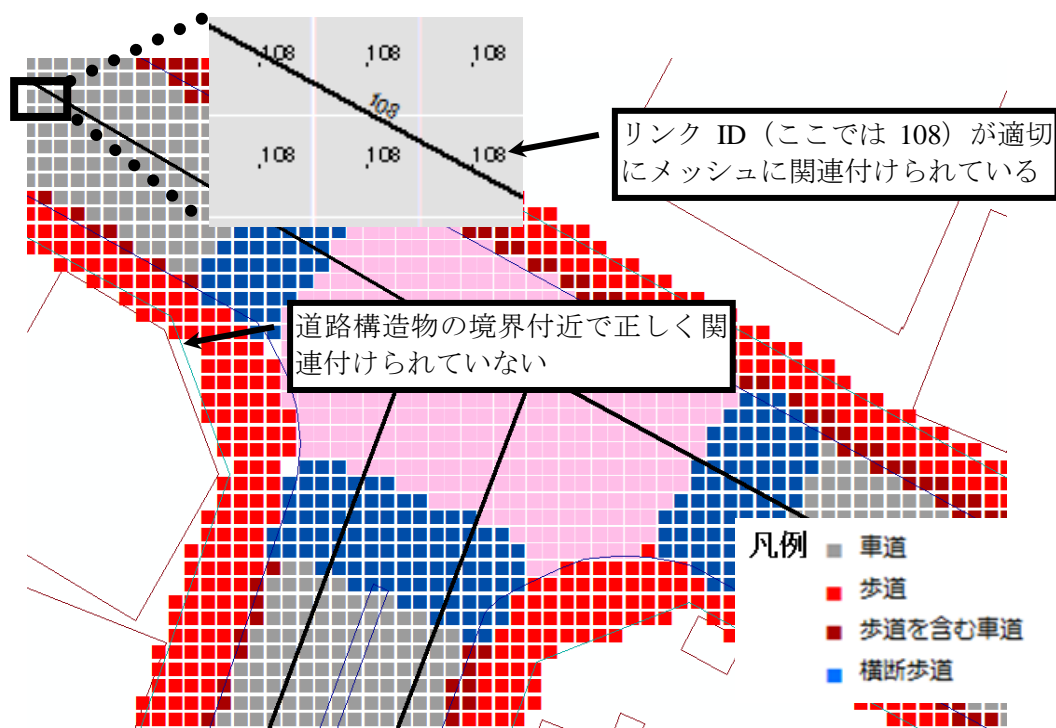 ,108 ,108 ,108
108
,108 ,108 ,108
リンク ID（ここでは 108）が適切
にメッシュに関連付けられている
道路構造物の境界付近で正しく関
連付けられていない
凡例
車道
歩道
歩道を含む車道
横断歩道